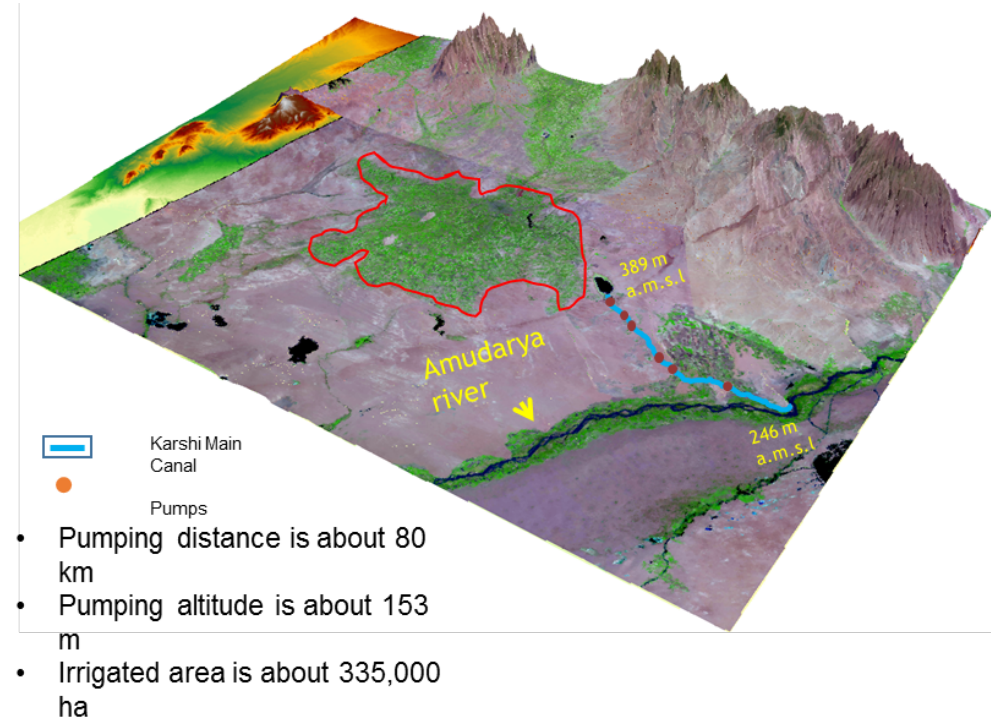 389 m
a.m.s.l
Amudarya
river
246 m
a.m.s.l
Karshi Main
Canal
Pumps
• Pumping distance is about 80
km
• Pumping altitude is about 153
m
• Irrigated area is about 335,000
ha